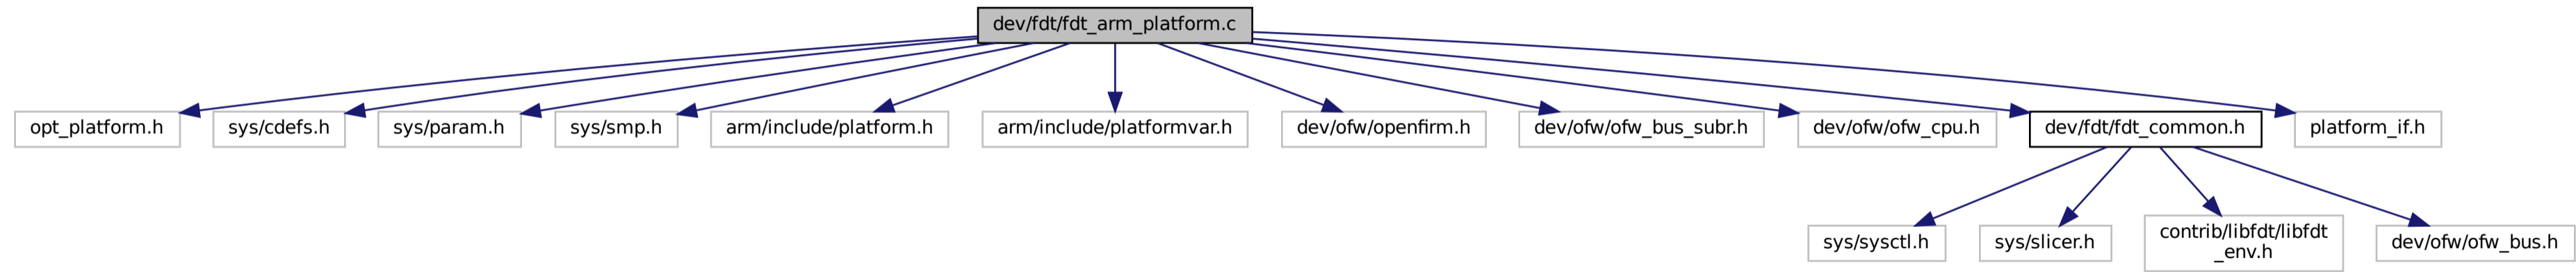 dev/fdt/fdt_arm_platform.c
opt_platform.h
sys/cdefs.h
sys/param.h
sys/smp.h
arm/include/platform.h
arm/include/platformvar.h
dev/ofw/openfirm.h
dev/ofw/ofw_bus_subr.h
dev/ofw/ofw_cpu.h
dev/fdt/fdt_common.h
platform_if.h
sys/sysctl.h
sys/slicer.h
contrib/libfdt/libfdt
_env.h
dev/ofw/ofw_bus.h